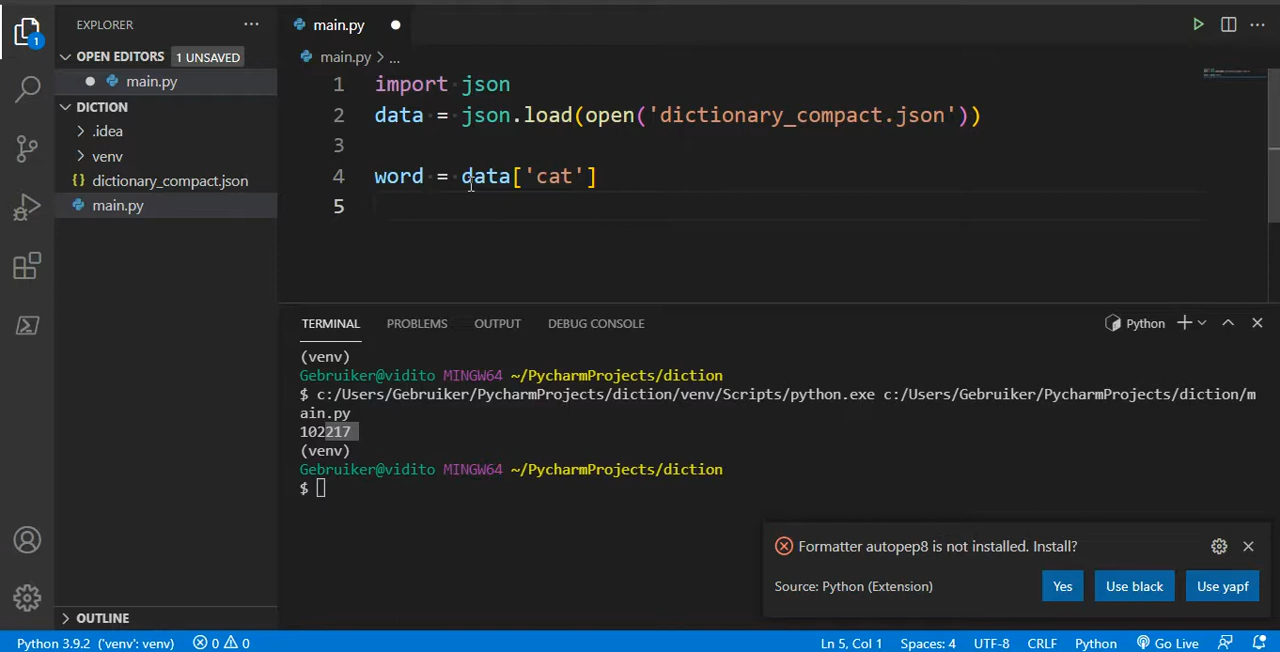 EXPLORER ...
OPEN EDITORS 1 UNSAVED
main.py
DICTION
.idea
venv
{} dictionary_compact.json
main.py
OUTLINE
1
main.py
main.py > ...
1 import json
2 data = json.load(open('dictionary_compact.json'))
3
4 word = data['cat']
5
TERMINAL PROBLEMS OUTPUT DEBUG CONSOLE Python
(venv)
Gebruiker@vidito MINGW64 ~/PycharmProjects/diction
$ c:/Users/Gebruiker/PycharmProjects/diction/venv/Scripts/python.exe c:/Users/Gebruiker/PycharmProjects/diction/m
ain.py
102217
(venv)
Gebruiker@vidito MINGW64 ~/PycharmProjects/diction
$
Formatter autopep8 is not installed. Install?
Source: Python (Extension) Yes Use black Use yapf
Python 3.9.2 ('venv': venv) 0 0 Ln 5, Col 1 Spaces: 4 UTF-8 CRLF Python Go Live